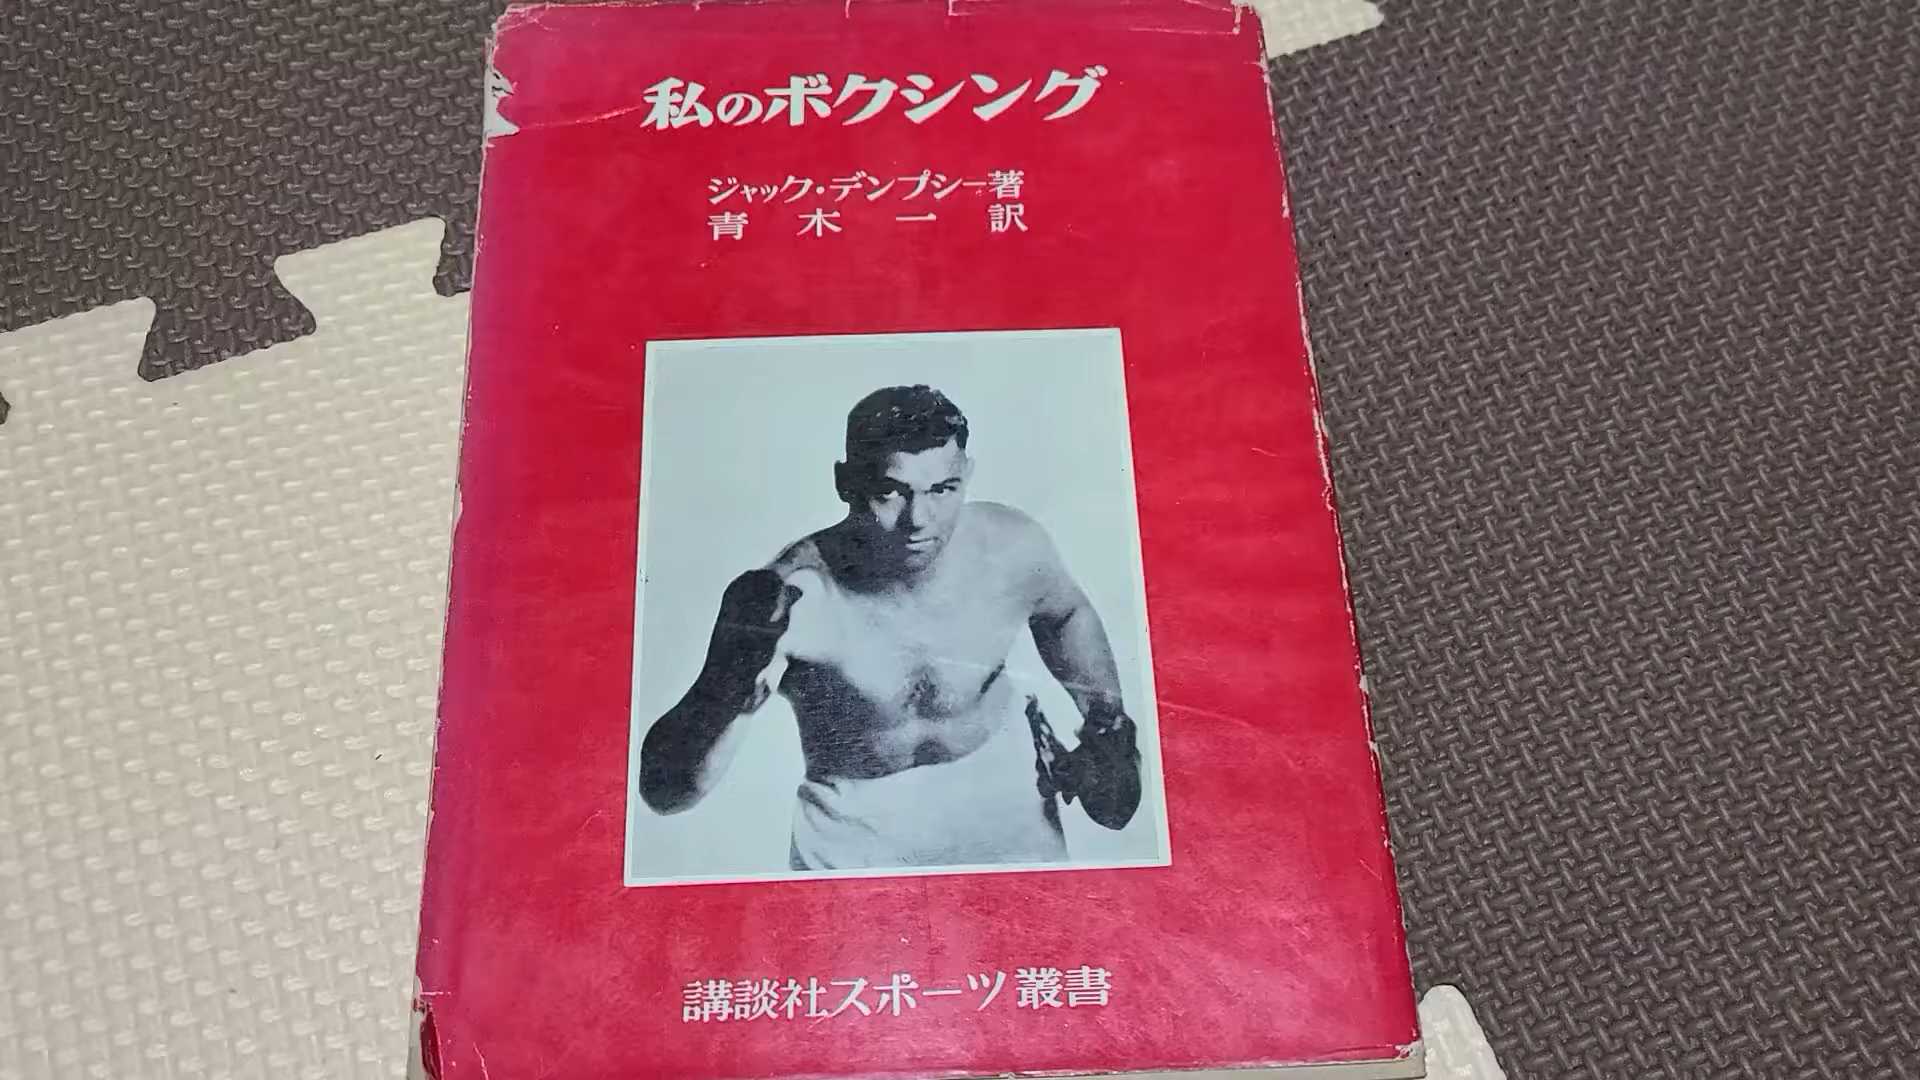 私のボクシング
ジャック・デンプシー著
青木一訳
講談社スポーツ叢書